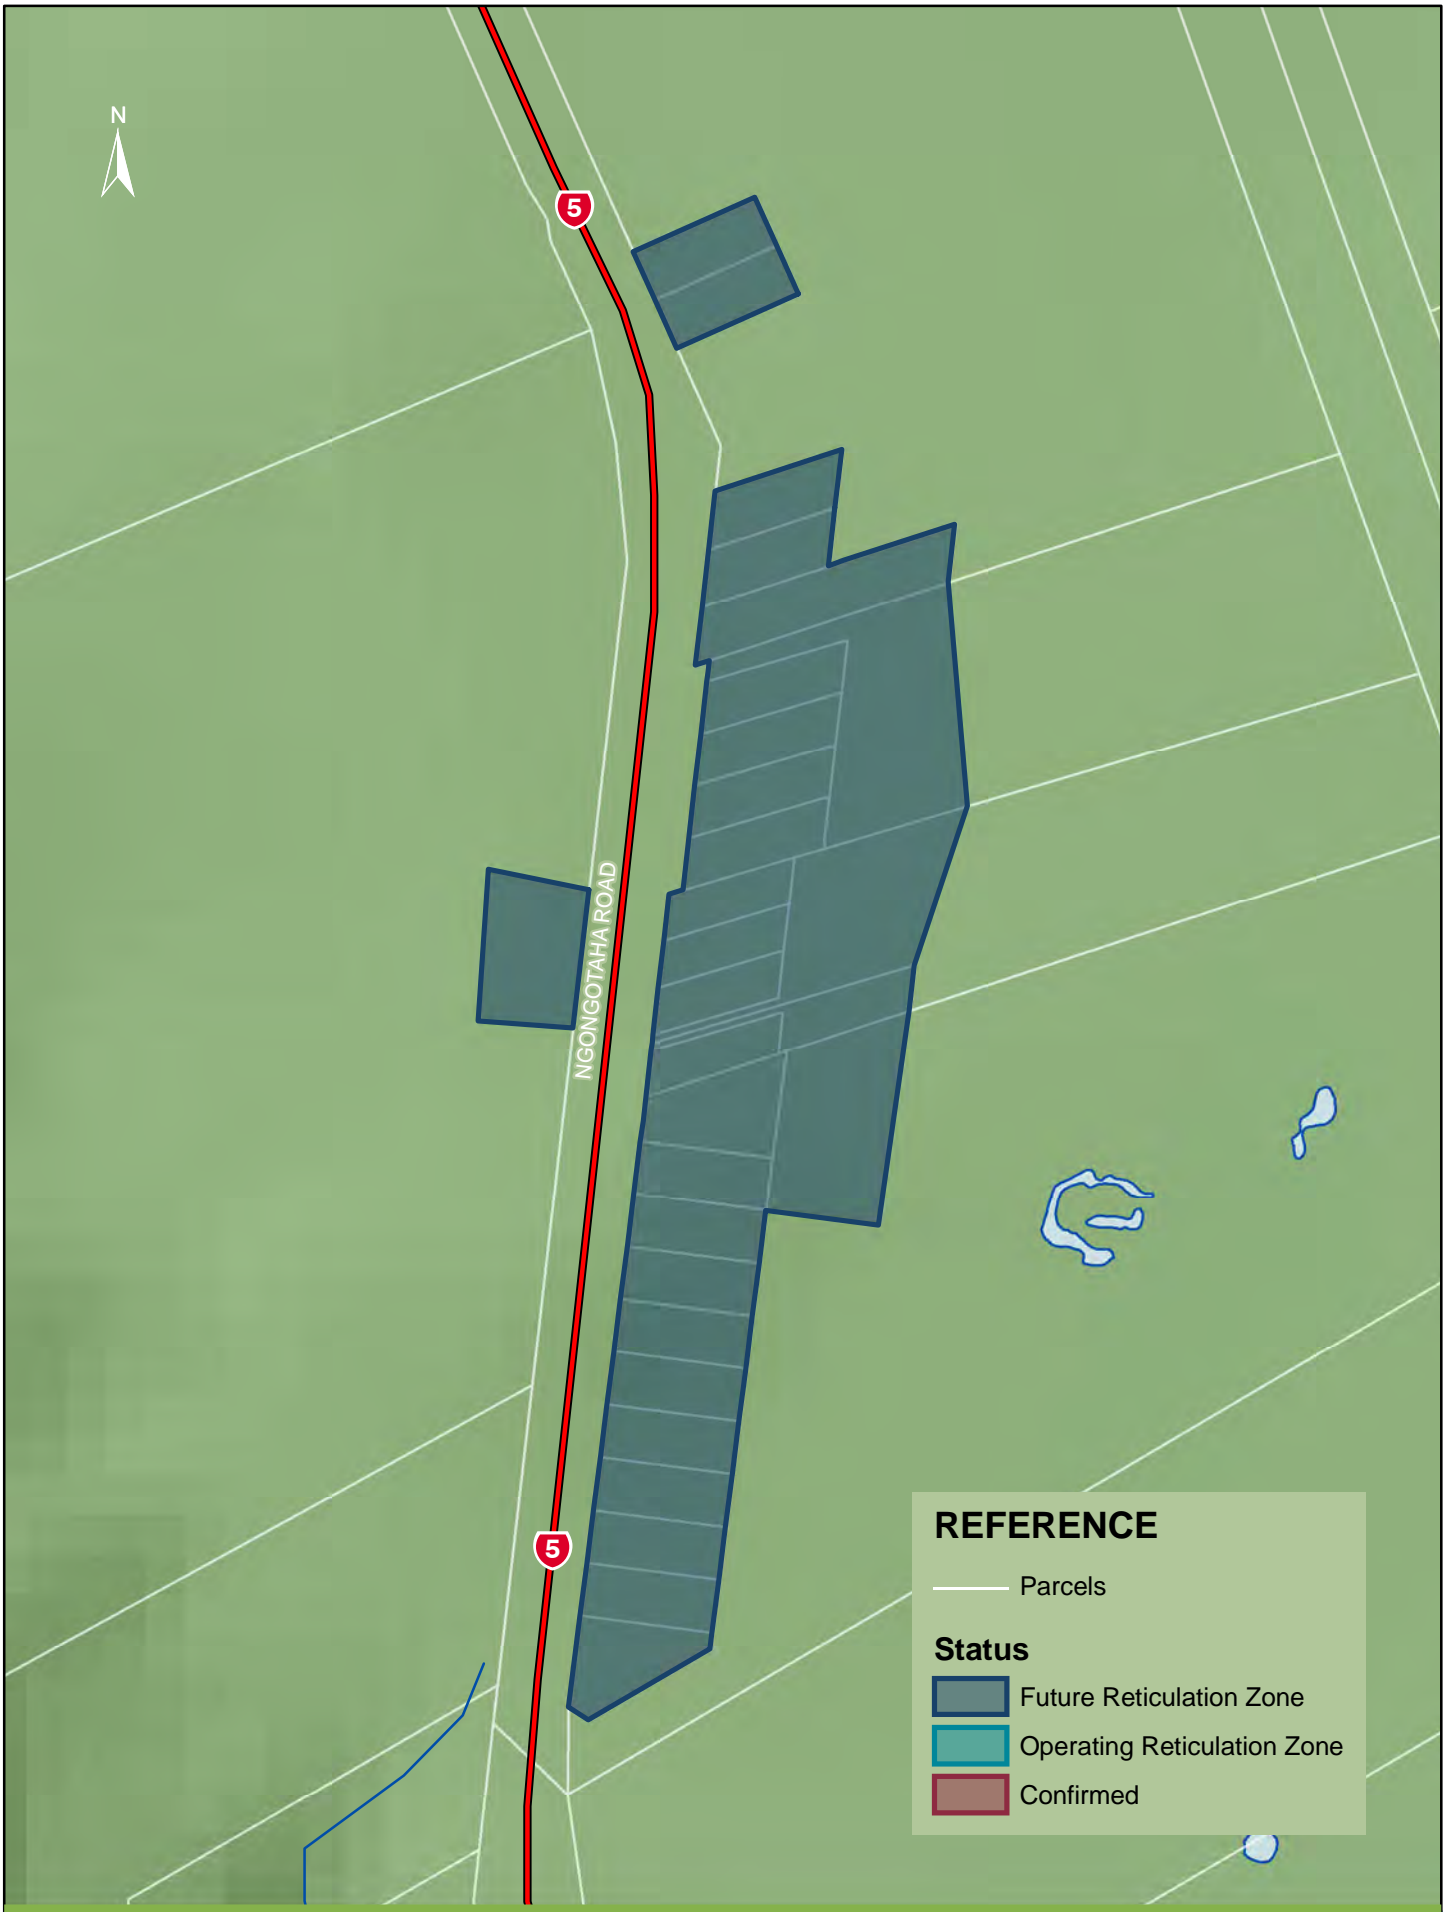 N
5
NGONGOTAHA ROAD
5
REFERENCE
Parcels
Status
Future Reticulation Zone
Operating Reticulation Zone
Confirmed